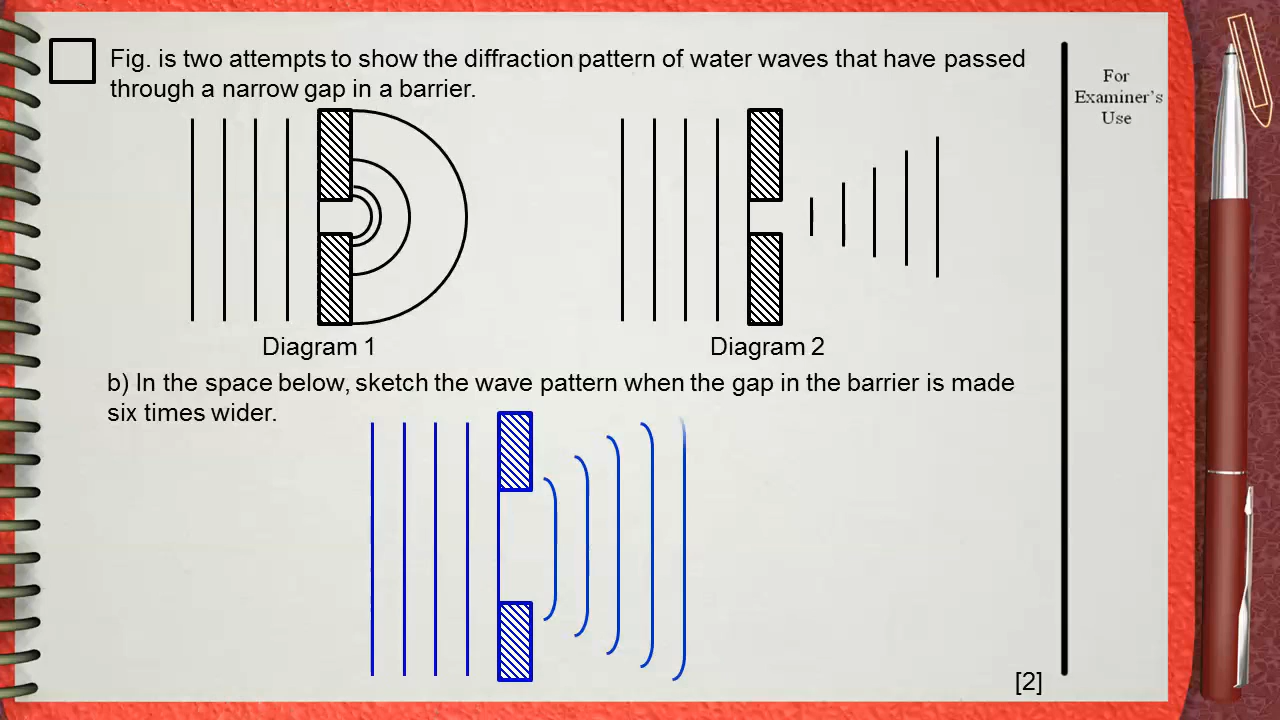 Fig. is two attempts to show the diffraction pattern of water waves that have passed
through a narrow gap in a barrier.
For
Examiner's
Use
Diagram 1
Diagram 2
b) In the space below, sketch the wave pattern when the gap in the barrier is made
six times wider.
[2]